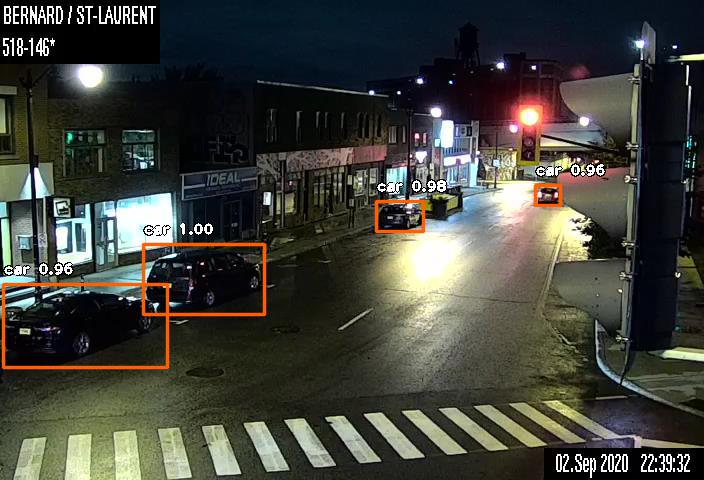 BERNARD / ST-LAURENT
518-146*
IDEAL
car 0.98
car 0.96
car 1.00
car 0.96
02.Sep 2020 22:39:32